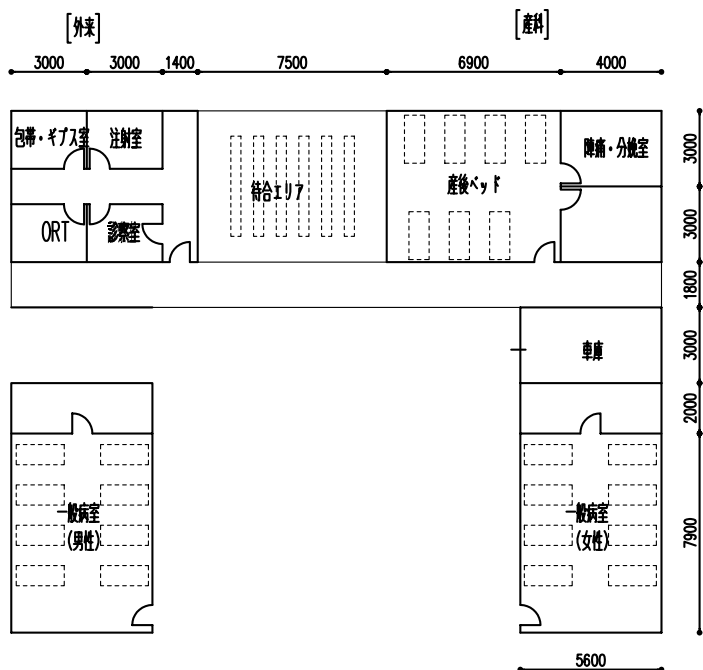 [外来]
[産科]
3000
3000
1400
7500
6900
4000
包帯・ギプス室
注射室
陣痛・分娩室
3000
待合エリア
産後ベッド
ORT
診察室
3000
1800
車庫
3000
2000
一般病室
(男性)
一般病室
(女性)
7900
5600